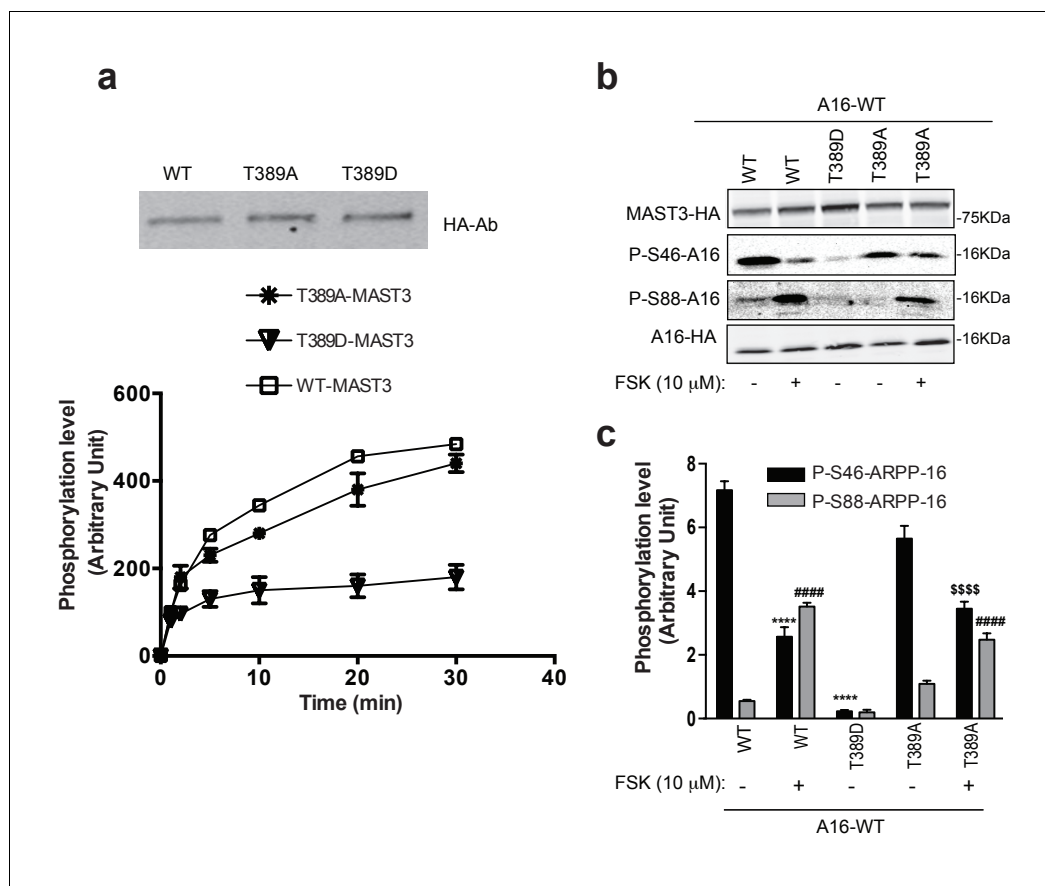 a
WT T389A T389D
HA-Ab
T389A-MAST3
T389D-MAST3
WT-MAST3
Phosphorylation level
(Arbitrary Unit)
600
400
200
0
0 10 20 30 40
Time (min)
b
A16-WT
WT WT T389D T389A T389A
MAST3-HA -75KDa
P-S46-A16 -16KDa
P-S88-A16 -16KDa
A16-HA -16KDa
FSK (10 μM): - + - - +
c
Phosphorylation level
(Arbitrary Unit)
8
6
4
2
0
P-S46-ARPP-16
P-S88-ARPP-16
**** #### **** $$$$ ####
WT WT T389D T389A T389A
FSK (10 μM): - + - - +
A16-WT